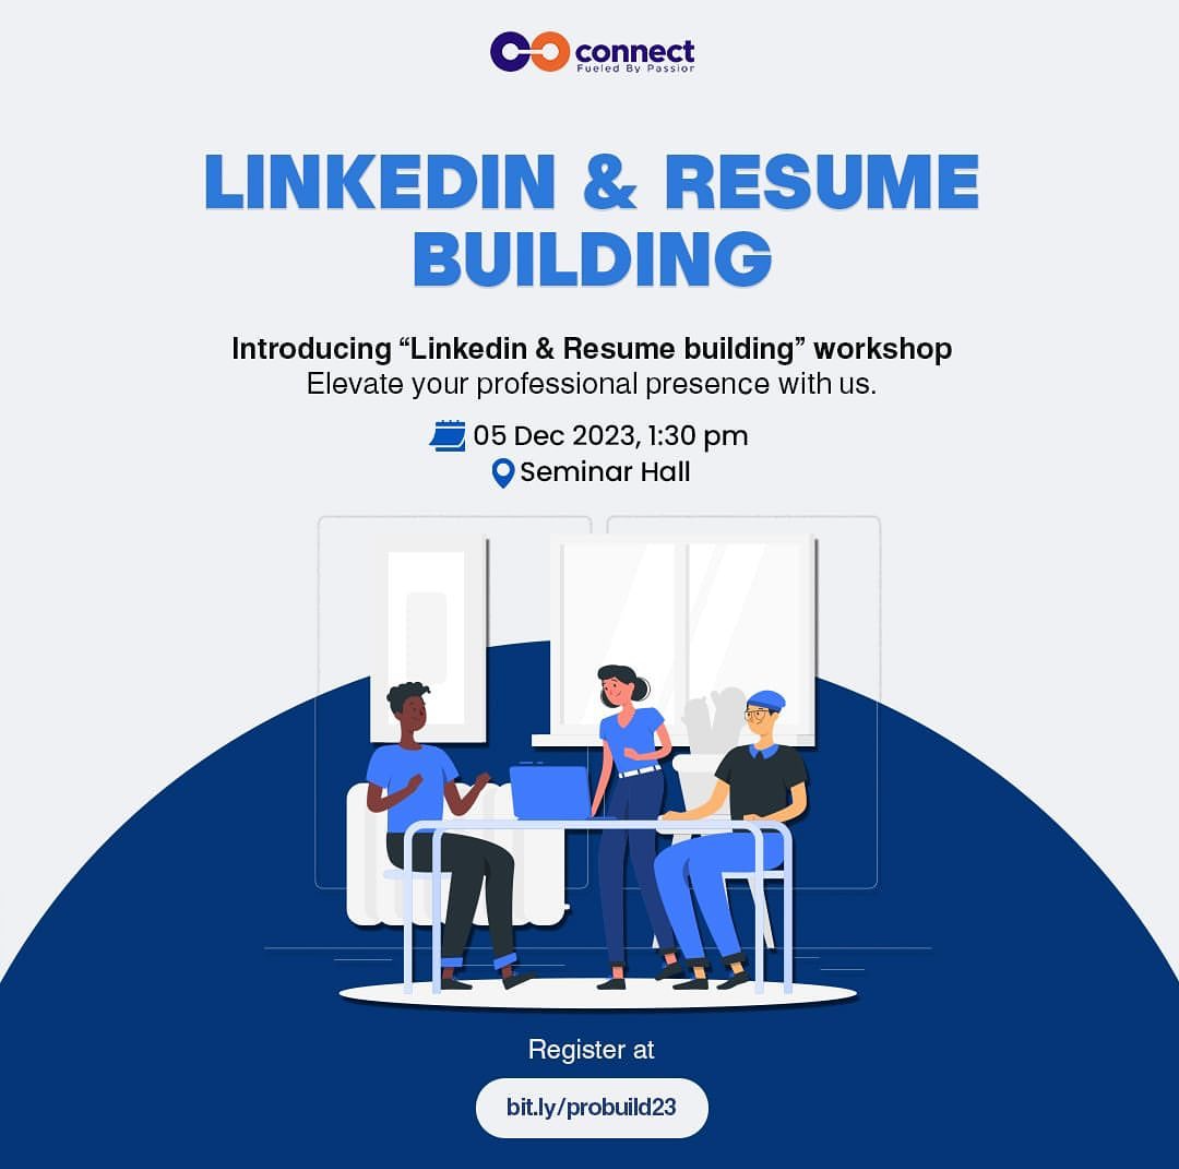 connect
Fueled By Passion
LINKEDIN & RESUME
BUILDING
Introducing “Linkedin & Resume building” workshop
Elevate your professional presence with us.
05 Dec 2023, 1:30 pm
Seminar Hall
Register at
bit.ly/probuild23